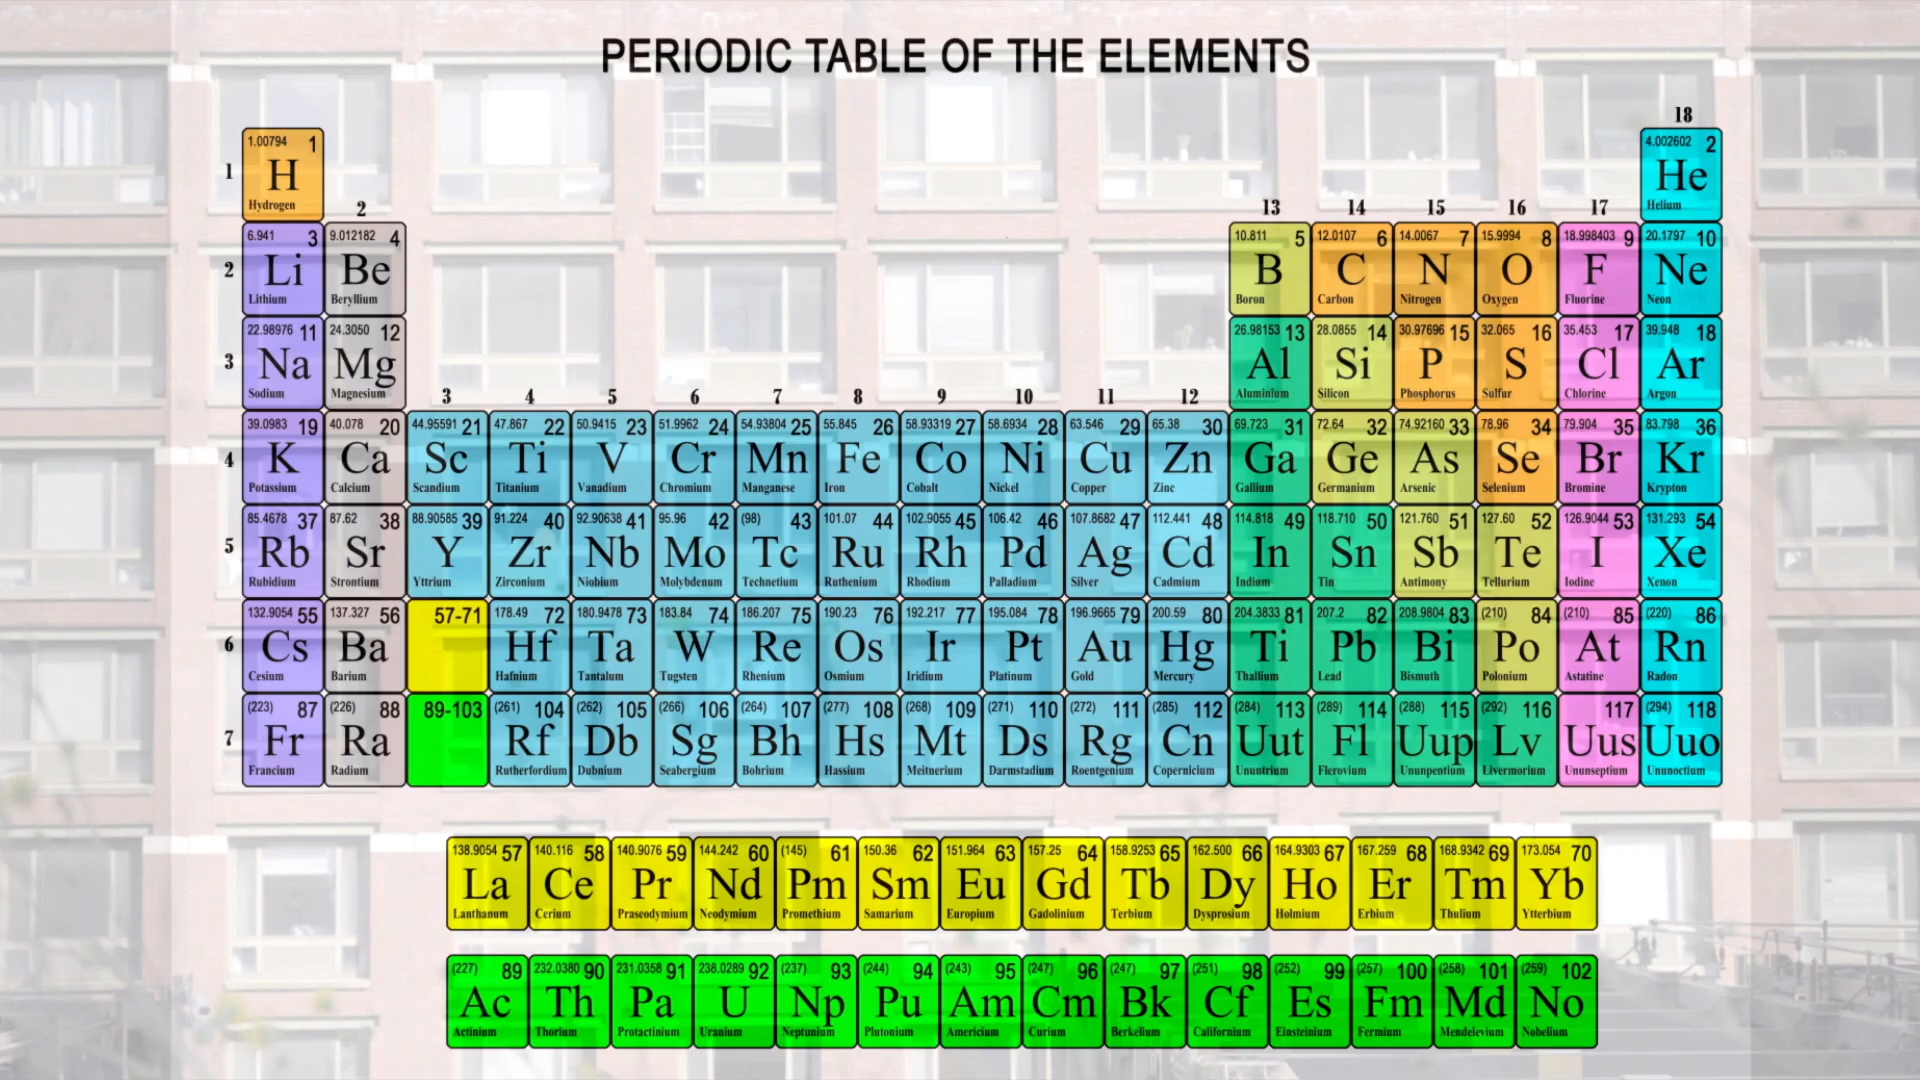 PERIODIC TABLE OF THE ELEMENTS
18
1.00794 1 4.002602 2
1 H He
Hydrogen Helium
2 13 14 15 16 17
6.941 3 9.012182 4 10.811 5 12.0107 6 14.0067 7 15.9994 8 18.998403 9 20.1797 10
2 Li Be B C N O F Ne
Lithium Beryllium Boron Carbon Nitrogen Oxygen Fluorine Neon
22.98976 11 24.3050 12 26.98153 13 28.0855 14 30.97696 15 32.065 16 35.453 17 39.948 18
3 Na Mg Al Si P S Cl Ar
Sodium Magnesium Aluminium Silicon Phosphorus Sulfur Chlorine Argon
3 4 5 6 7 8 9 10 11 12
39.0983 19 40.078 20 44.95591 21 47.867 22 50.9415 23 51.9962 24 54.93804 25 55.845 26 58.93319 27 58.6934 28 63.546 29 65.38 30 69.723 31 72.64 32 74.92160 33 78.96 34 79.904 35 83.798 36
4 K Ca Sc Ti V Cr Mn Fe Co Ni Cu Zn Ga Ge As Se Br Kr
Potassium Calcium Scandium Titanium Vanadium Chromium Manganese Iron Cobalt Nickel Copper Zinc Gallium Germanium Arsenic Selenium Bromine Krypton
85.4678 37 87.62 38 88.90585 39 91.224 40 92.90638 41 95.96 42 (98) 43 101.07 44 102.9055 45 106.42 46 107.8682 47 112.441 48 114.818 49 118.710 50 121.760 51 127.60 52 126.9044 53 131.293 54
5 Rb Sr Y Zr Nb Mo Tc Ru Rh Pd Ag Cd In Sn Sb Te I Xe
Rubidium Strontium Yttrium Zirconium Niobium Molybdenum Technetium Ruthenium Rhodium Palladium Silver Cadmium Indium Tin Antimony Tellurium Iodine Xenon
132.9054 55 137.327 56 57-71 178.49 72 180.9478 73 183.84 74 186.207 75 190.23 76 192.217 77 195.084 78 196.9665 79 200.59 80 204.3833 81 207.2 82 208.9804 83 (210) 84 (210) 85 (220) 86
6 Cs Ba Hf Ta W Re Os Ir Pt Au Hg Ti Pb Bi Po At Rn
Cesium Barium Hafnium Tantalum Tugsten Rhenium Osmium Iridium Platinum Gold Mercury Thallium Lead Bismuth Polonium Astatine Radon
(223) 87 (226) 88 89-103 (261) 104 (262) 105 (266) 106 (264) 107 (277) 108 (268) 109 (271) 110 (272) 111 (285) 112 (284) 113 (289) 114 (288) 115 (292) 116 117 (294) 118
7 Fr Ra Rf Db Sg Bh Hs Mt Ds Rg Cn Uut Fl Uup Lv Uus Uuo
Francium Radium Rutherfordium Dubnium Seabergium Bohrium Hassium Meitnerium Darmstadium Roentgenium Copernicium Ununtrium Flerovium Ununpentium Livermorium Ununseptium Ununoctiun
138.9054 57 140.116 58 140.9076 59 144.242 60 (145) 61 150.36 62 151.964 63 157.25 64 158.9253 65 162.500 66 164.9303 67 167.259 68 168.9342 69 173.054 70
La Ce Pr Nd Pm Sm Eu Gd Tb Dy Ho Er Tm Yb
Lanthanum Cerium Praseodymium Neodymium Promethium Samarium Europium Gadolinium Terbium Dysprosium Holmium Erbium Thulium Ytterbium
(227) 89 232.0380 90 231.0358 91 238.0289 92 (237) 93 (244) 94 (243) 95 (247) 96 (247) 97 (251) 98 (252) 99 (257) 100 (258) 101 (259) 102
Ac Th Pa U Np Pu Am Cm Bk Cf Es Fm Md No
Actinium Thorium Protactinium Uranium Neptunium Plutonium Americium Curium Berkelium Californium Einsteinium Fermium Mendelevium Nobelium